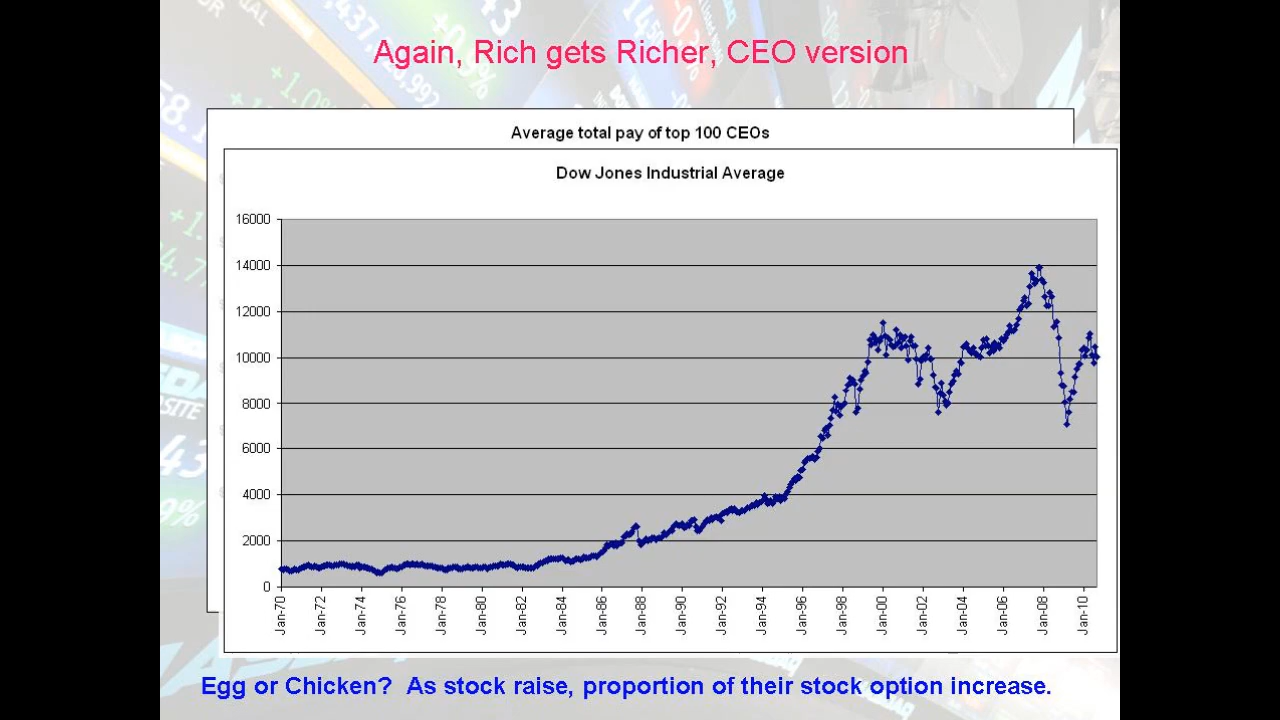 Again, Rich gets Richer, CEO version
Average total pay of top 100 CEOs
Dow Jones Industrial Average
16000
14000
12000
10000
8000
6000
4000
2000
0
Jan-70
Jan-72
Jan-74
Jan-76
Jan-78
Jan-80
Jan-82
Jan-84
Jan-86
Jan-88
Jan-90
Jan-92
Jan-94
Jan-96
Jan-98
Jan-00
Jan-02
Jan-04
Jan-06
Jan-08
Jan-10
Egg or Chicken? As stock raise, proportion of their stock option increase.